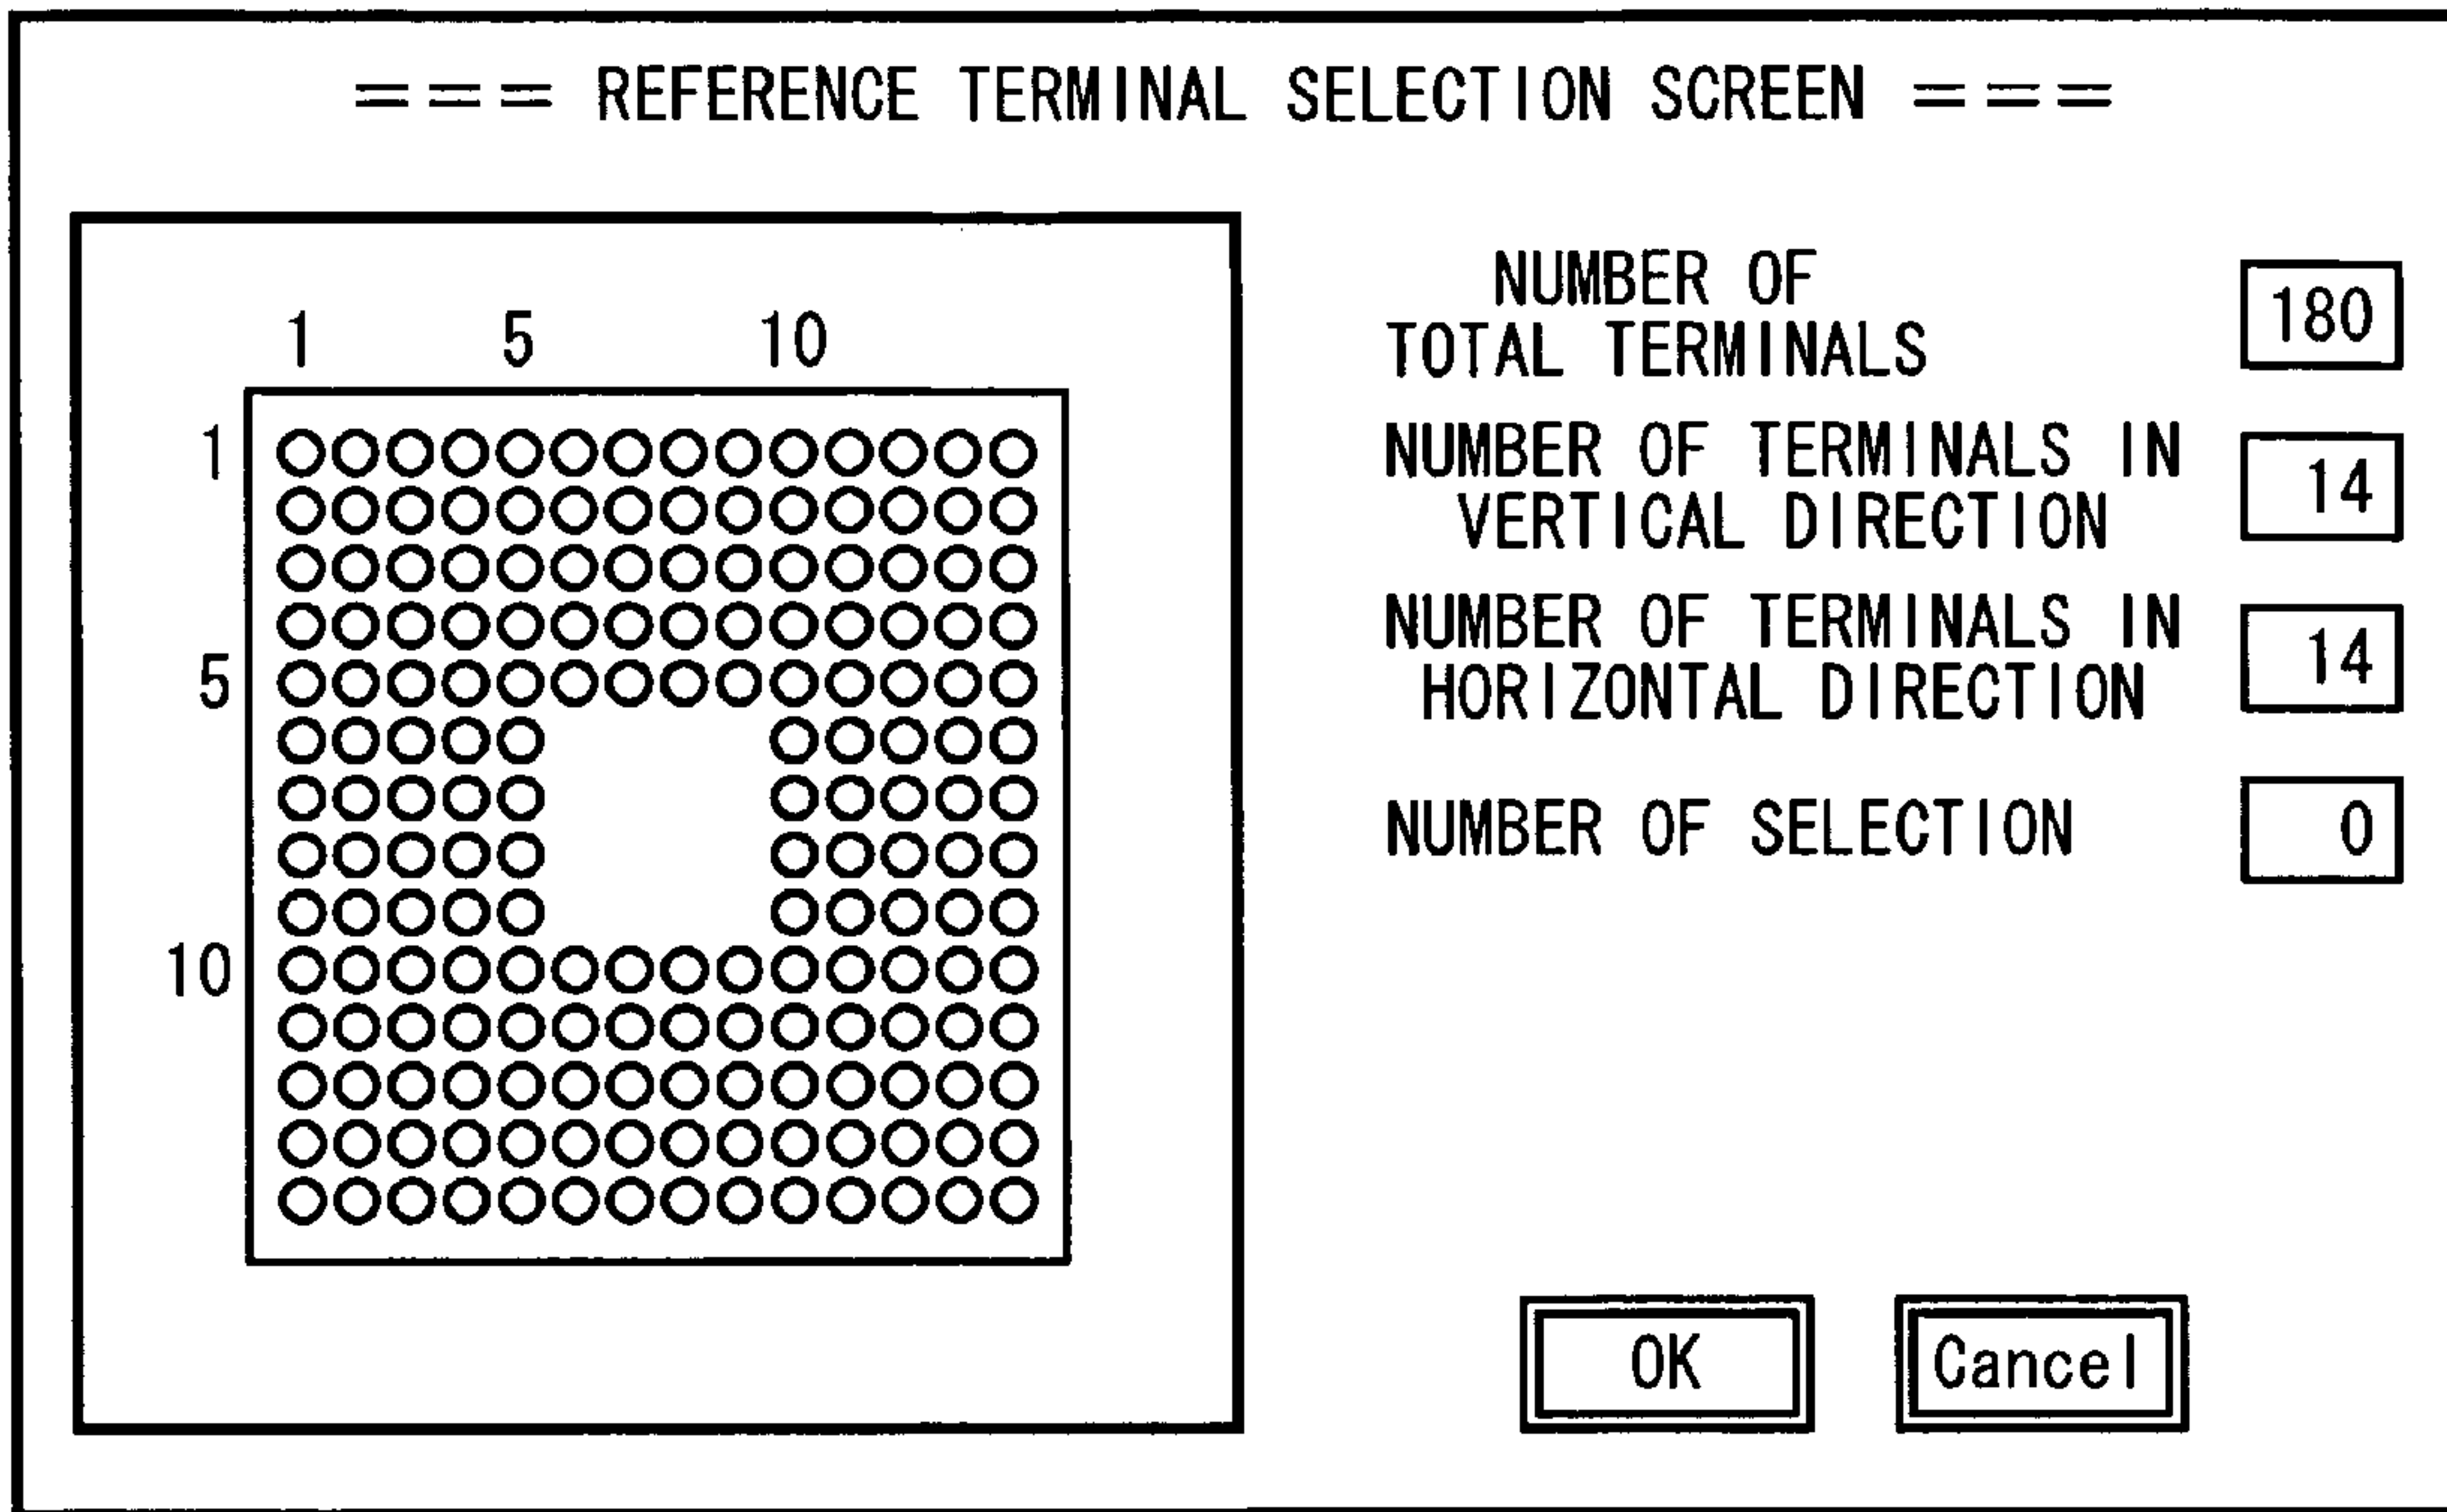 === REFERENCE TERMINAL SELECTION SCREEN ===
1 5 10
1
5
10
NUMBER OF
TOTAL TERMINALS
180
NUMBER OF TERMINALS IN
VERTICAL DIRECTION
14
NUMBER OF TERMINALS IN
HORIZONTAL DIRECTION
14
NUMBER OF SELECTION
0
OK
Cancel